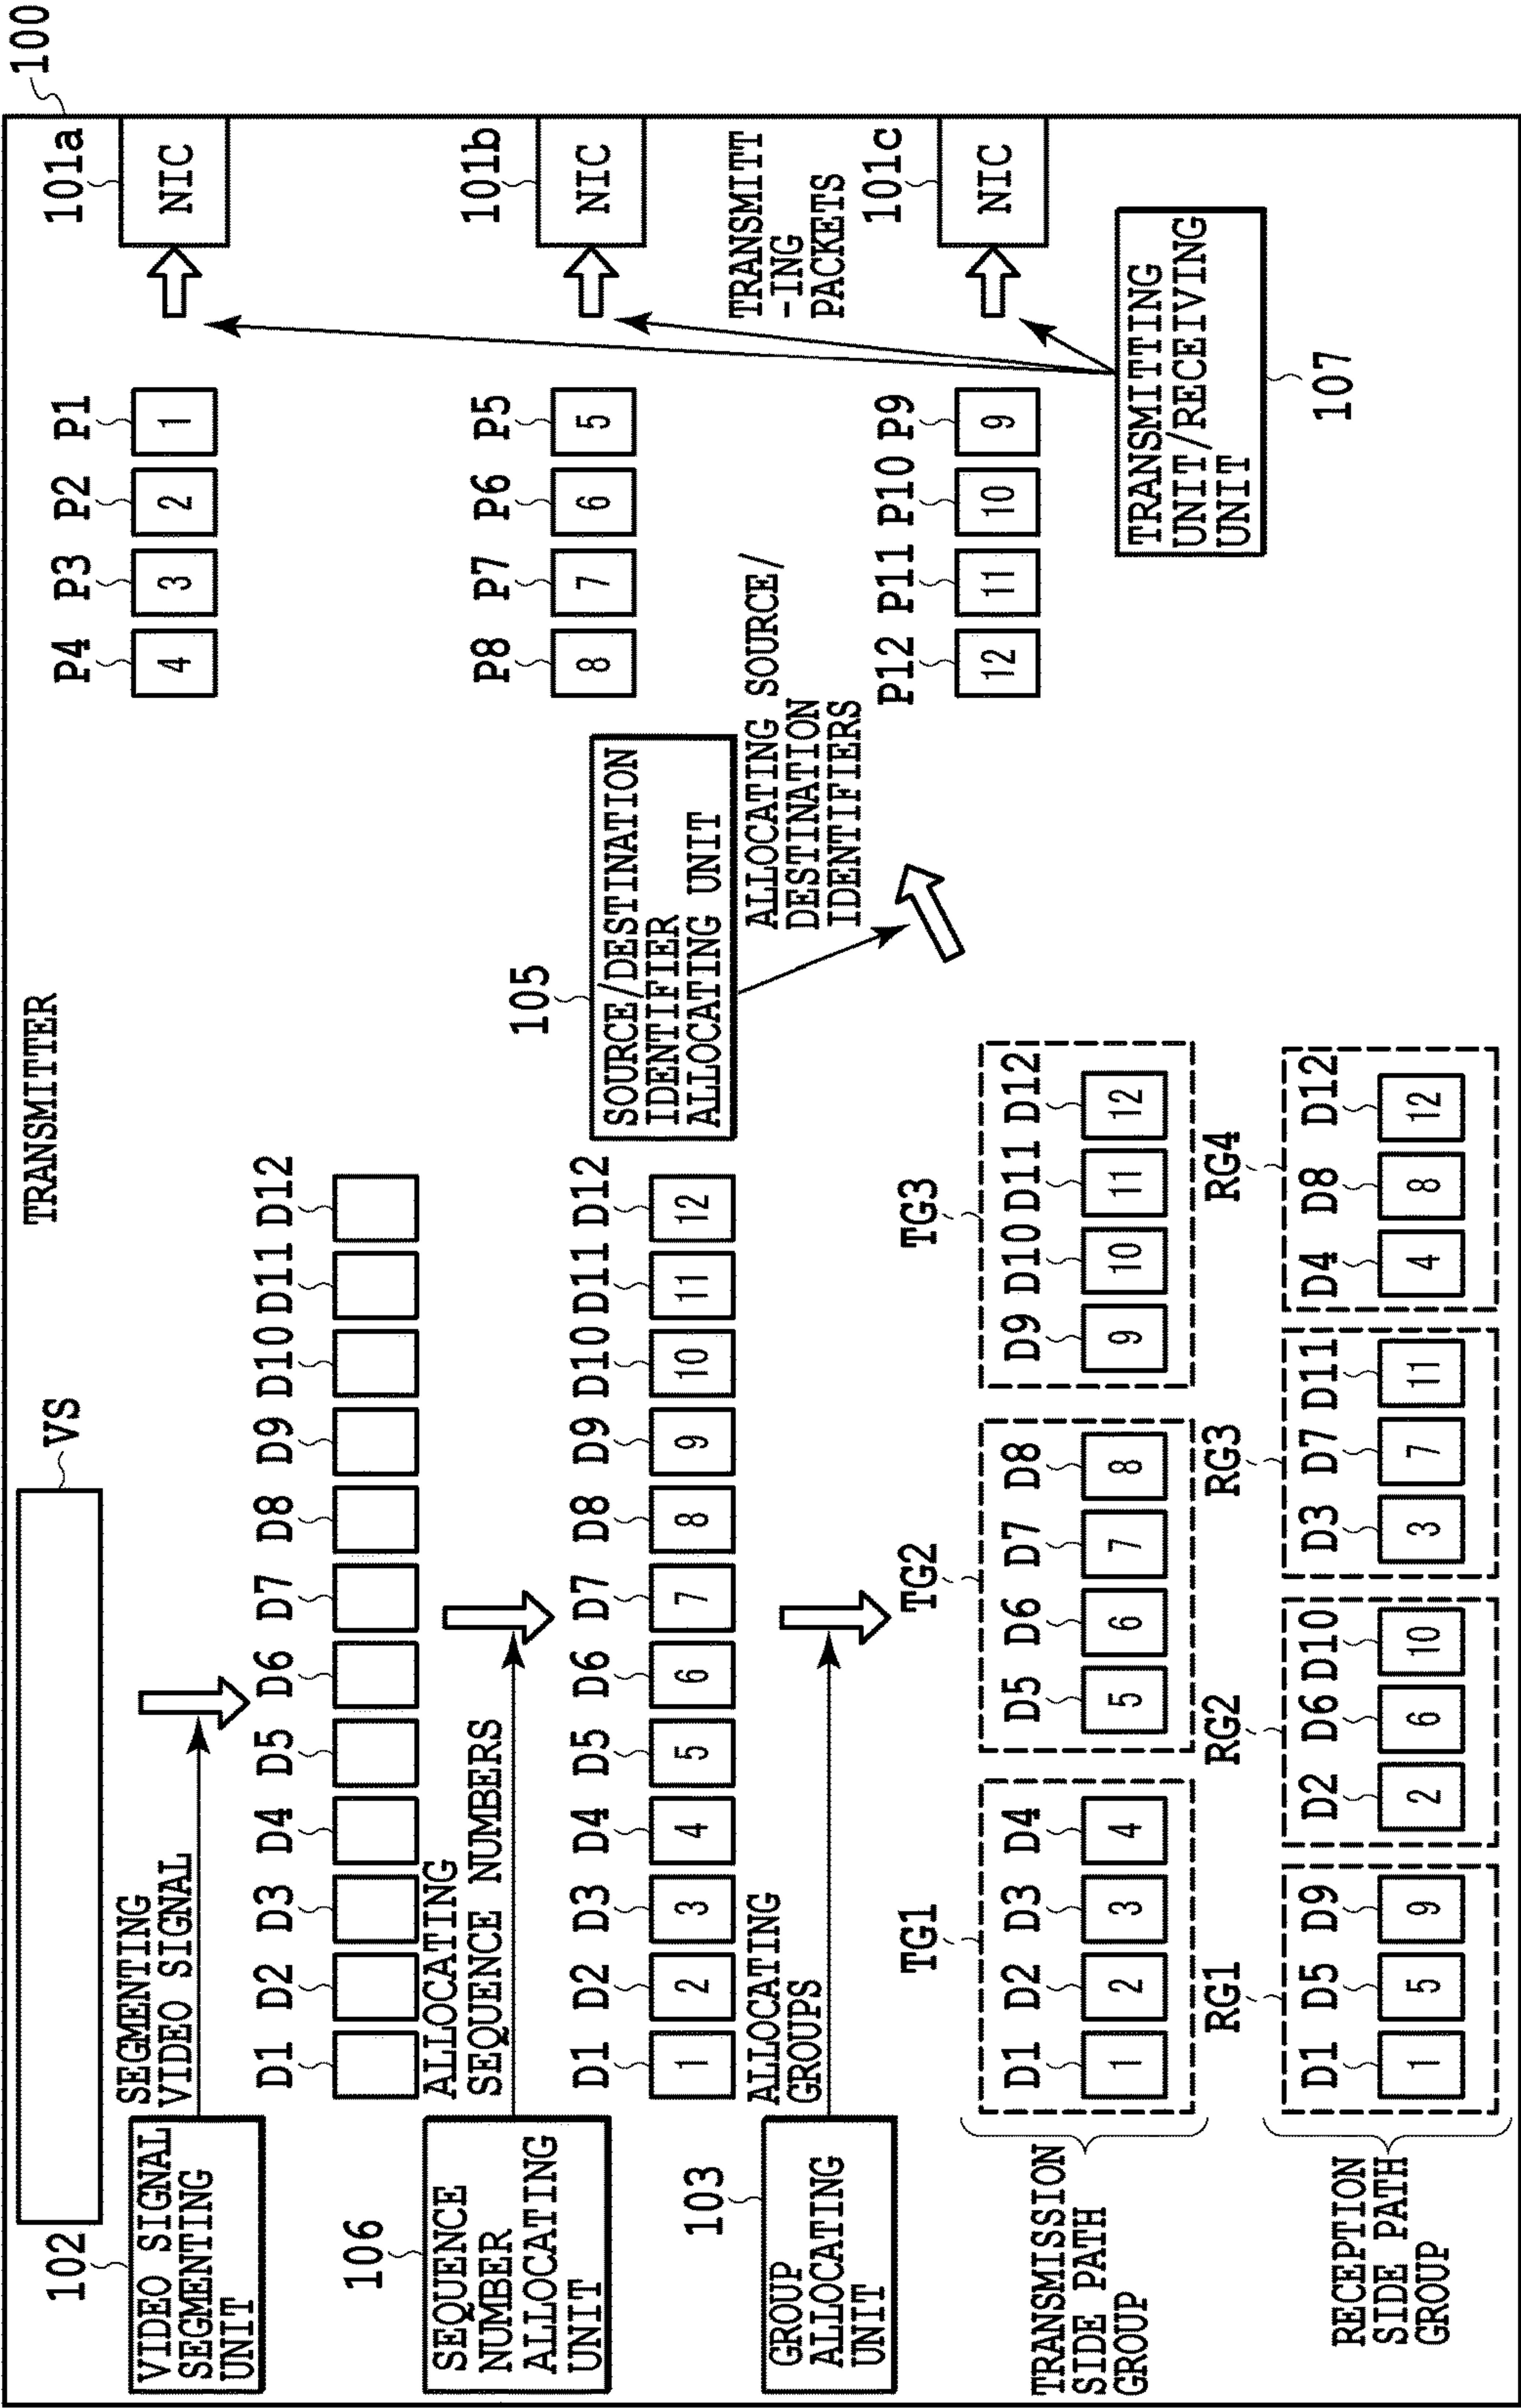 100
TRANSMITTER
VS
102
VIDEO SIGNAL
SEGMENTING
UNIT
SEGMENTING
VIDEO SIGNAL
D1 D2 D3 D4 D5 D6 D7 D8 D9 D10 D11 D12
106
SEQUENCE
NUMBER
ALLOCATING
UNIT
ALLOCATING
SEQUENCE NUMBERS
D1 D2 D3 D4 D5 D6 D7 D8 D9 D10 D11 D12
1 2 3 4 5 6 7 8 9 10 11 12
103
GROUP
ALLOCATING
UNIT
ALLOCATING
GROUPS
TG1 TG2 TG3
TRANSMISSION
SIDE PATH
GROUP
D1 D2 D3 D4 D5 D6 D7 D8 D9 D10 D11 D12
1 2 3 4 5 6 7 8 9 10 11 12
RG1 RG2 RG3 RG4
RECEPTION
SIDE PATH
GROUP
D1 D5 D9 D2 D6 D10 D3 D7 D11 D4 D8 D12
1 5 9 2 6 10 3 7 11 4 8 12
105
SOURCE/DESTINATION
IDENTIFIER
ALLOCATING UNIT
ALLOCATING SOURCE/
DESTINATION
IDENTIFIERS
P4 P3 P2 P1
4 3 2 1
101a
NIC
P8 P7 P6 P5
8 7 6 5
101b
NIC
TRANSMITT
-ING
PACKETS
P12 P11 P10 P9
12 11 10 9
101c
NIC
TRANSMITTING
UNIT/RECEIVING
UNIT
107